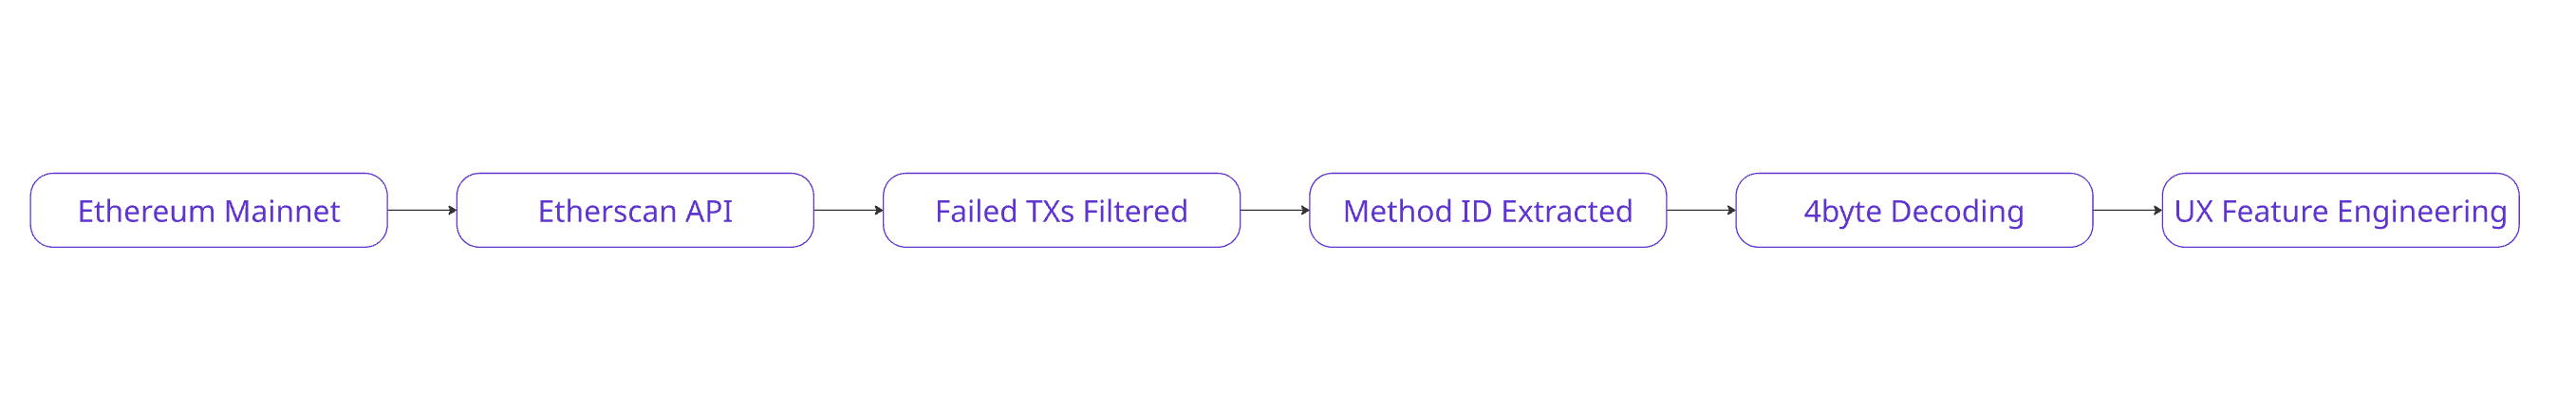 Ethereum Mainnet
Etherscan API
Failed TXs Filtered
Method ID Extracted
4byte Decoding
UX Feature Engineering